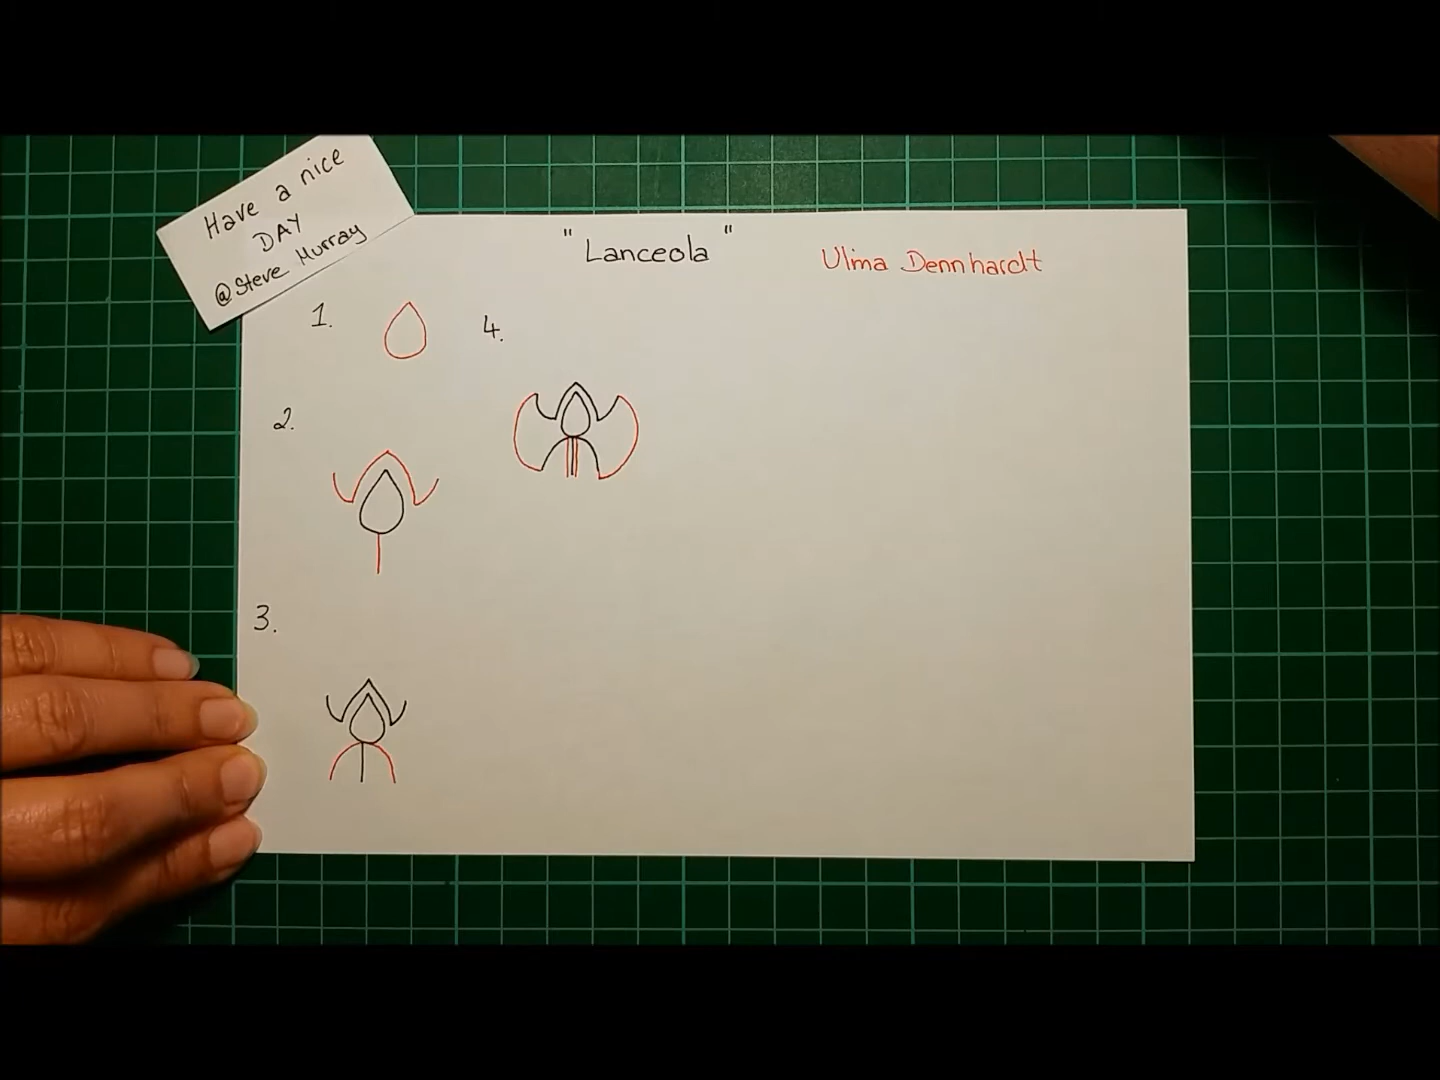 Have a nice
DAY
@Steve Murray
"Lanceola"
Ulma Dennhardt
1.
2.
3.
4.